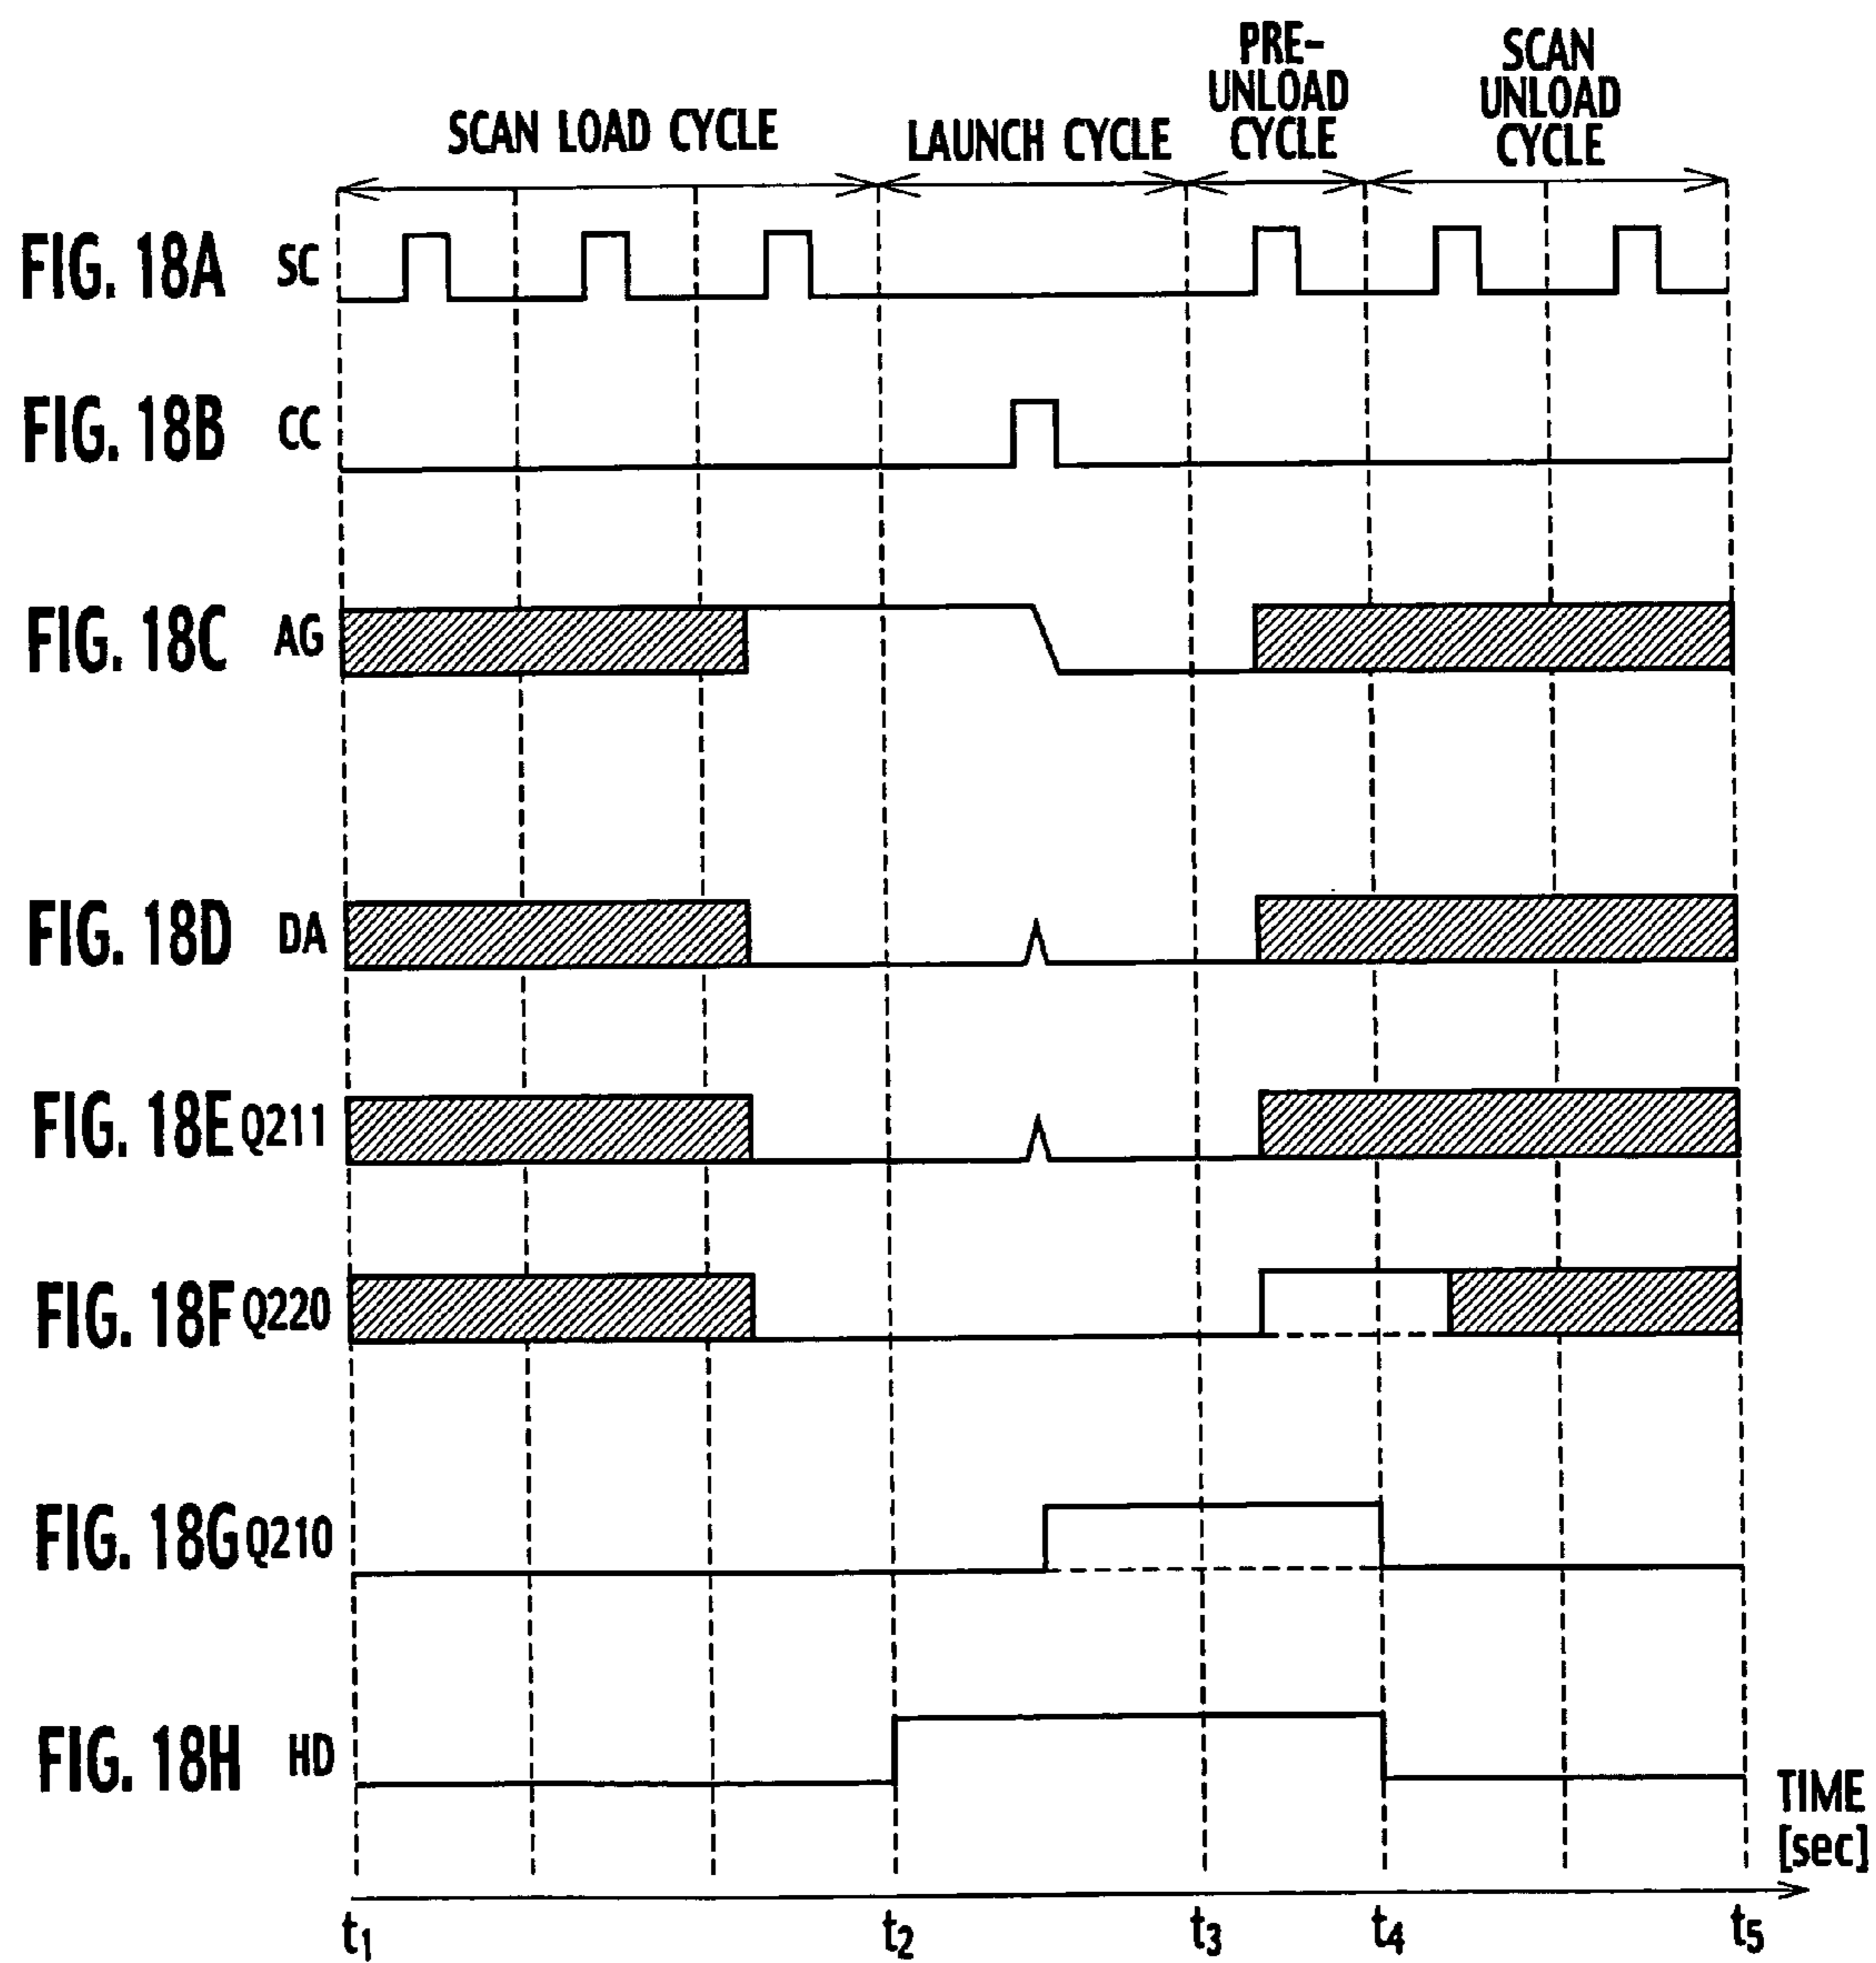 PRE-
UNLOAD
CYCLE
SCAN
UNLOAD
CYCLE
SCAN LOAD CYCLE
LAUNCH CYCLE
FIG. 18A SC
FIG. 18B CC
FIG. 18C AG
FIG. 18D DA
FIG. 18E Q211
FIG. 18F Q220
FIG. 18G Q210
FIG. 18H HD
TIME
[sec]
t1 t2 t3 t4 t5